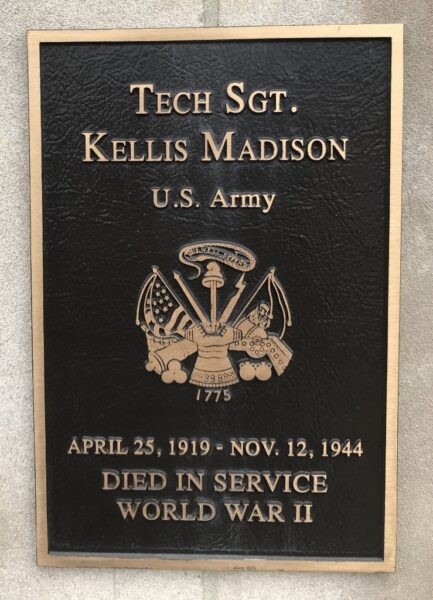 TECH SGT.
KELLIS MADISON
U.S. Army
1775
APRIL 25, 1919 - NOV. 12, 1944
DIED IN SERVICE
WORLD WAR II